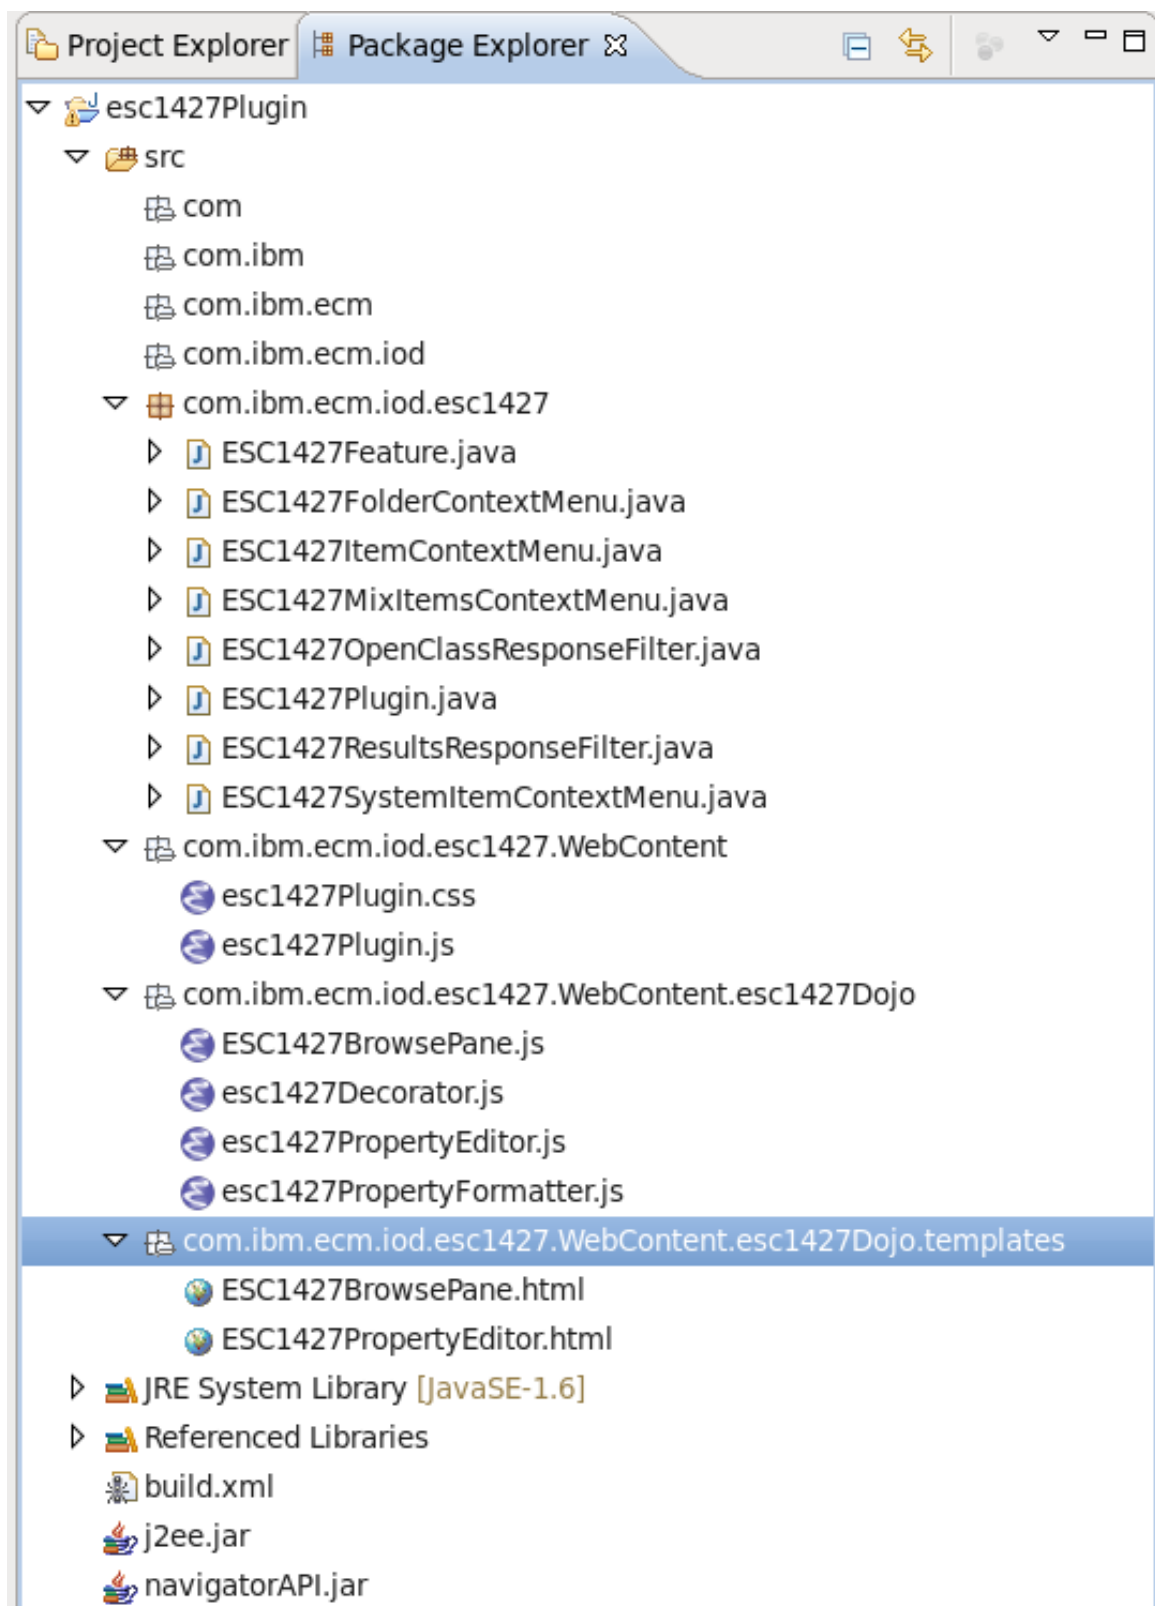 Project Explorer Package Explorer
esc1427Plugin
src
com
com.ibm
com.ibm.ecm
com.ibm.ecm.iod
com.ibm.ecm.iod.esc1427
ESC1427Feature.java
ESC1427FolderContextMenu.java
ESC1427ItemContextMenu.java
ESC1427MixItemsContextMenu.java
ESC1427OpenClassResponseFilter.java
ESC1427Plugin.java
ESC1427ResultsResponseFilter.java
ESC1427SystemItemContextMenu.java
com.ibm.ecm.iod.esc1427.WebContent
esc1427Plugin.css
esc1427Plugin.js
com.ibm.ecm.iod.esc1427.WebContent.esc1427Dojo
ESC1427BrowsePane.js
esc1427Decorator.js
esc1427PropertyEditor.js
esc1427PropertyFormatter.js
com.ibm.ecm.iod.esc1427.WebContent.esc1427Dojo.templates
ESC1427BrowsePane.html
ESC1427PropertyEditor.html
JRE System Library [JavaSE-1.6]
Referenced Libraries
build.xml
j2ee.jar
navigatorAPI.jar